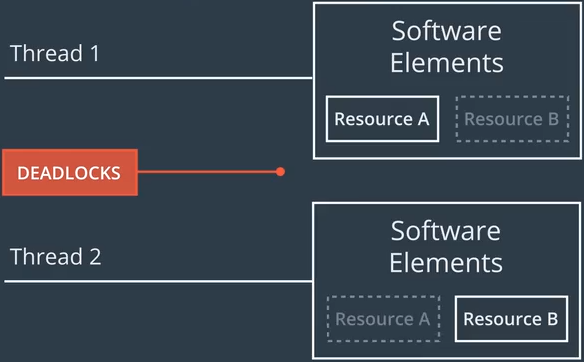 Thread 1
Software
Elements
Resource A
Resource B
DEADLOCKS
Thread 2
Software
Elements
Resource A
Resource B